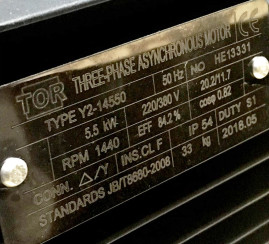 TOR THREE-PHASE ASYNCHRONOUS MOTOR CE
TYPE Y2-14550 50 Hz NO HE13331
5.5 kW 220/380 V 20.2/11.7
RPM 1440 EFF 84.2 % cosφ 0.82
CONN. △/Y INS.CL F IP 54 DUTY S1
STANDARDS JB/T8680-2008 33 kg 2016.05